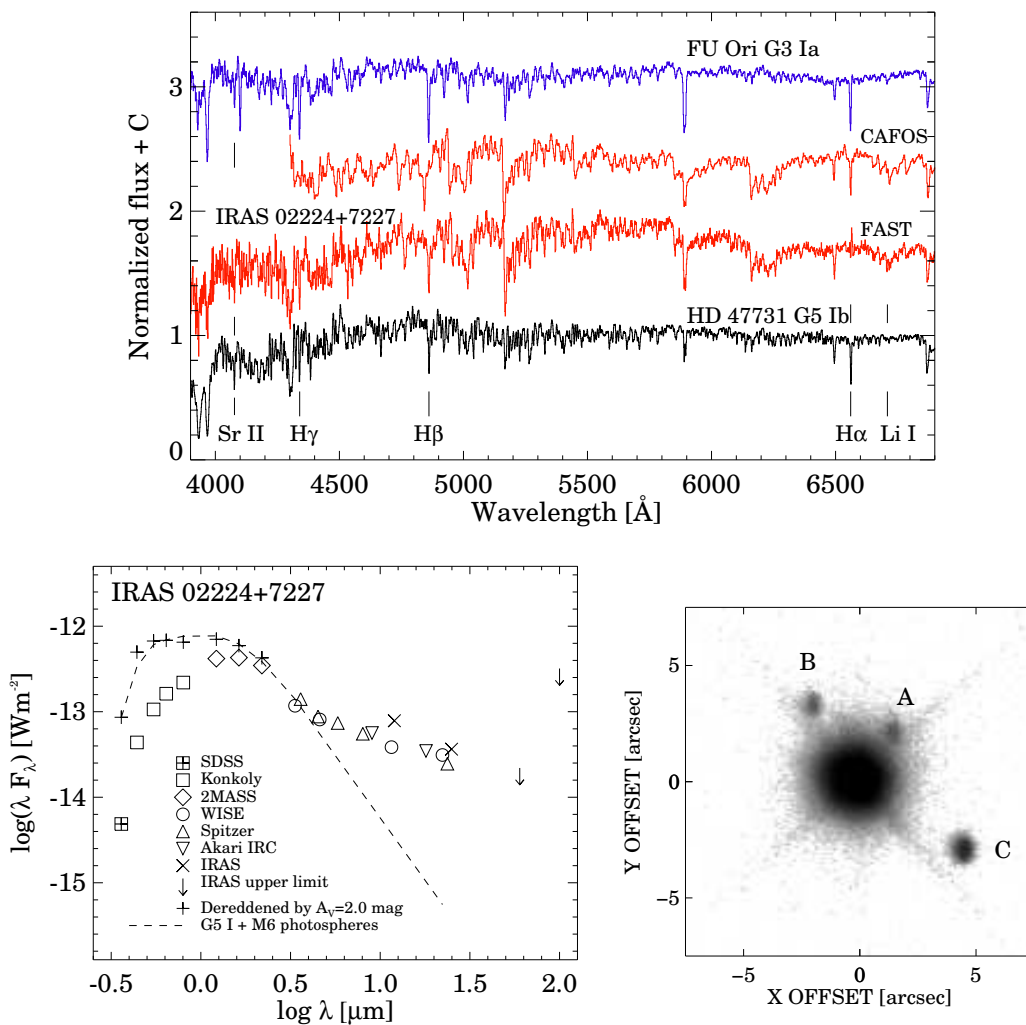 FU Ori G3 Ia
CAFOS
IRAS 02224+7227
FAST
HD 47731 G5 Ib
Sr II Hγ Hβ Hα Li I
3
2
1
0
Normalized flux + C
4000 4500 5000 5500 6000 6500
Wavelength [Å]
IRAS 02224+7227
-12
-13
-14
-15
log(λ F_λ) [Wm⁻²]
SDSS
Konkoly
2MASS
WISE
Spitzer
Akari IRC
IRAS
IRAS upper limit
Dereddened by A_V=2.0 mag
G5 I + M6 photospheres
-0.5 0.0 0.5 1.0 1.5 2.0
log λ [μm]
B
A
C
5
0
-5
Y OFFSET [arcsec]
-5 0 5
X OFFSET [arcsec]